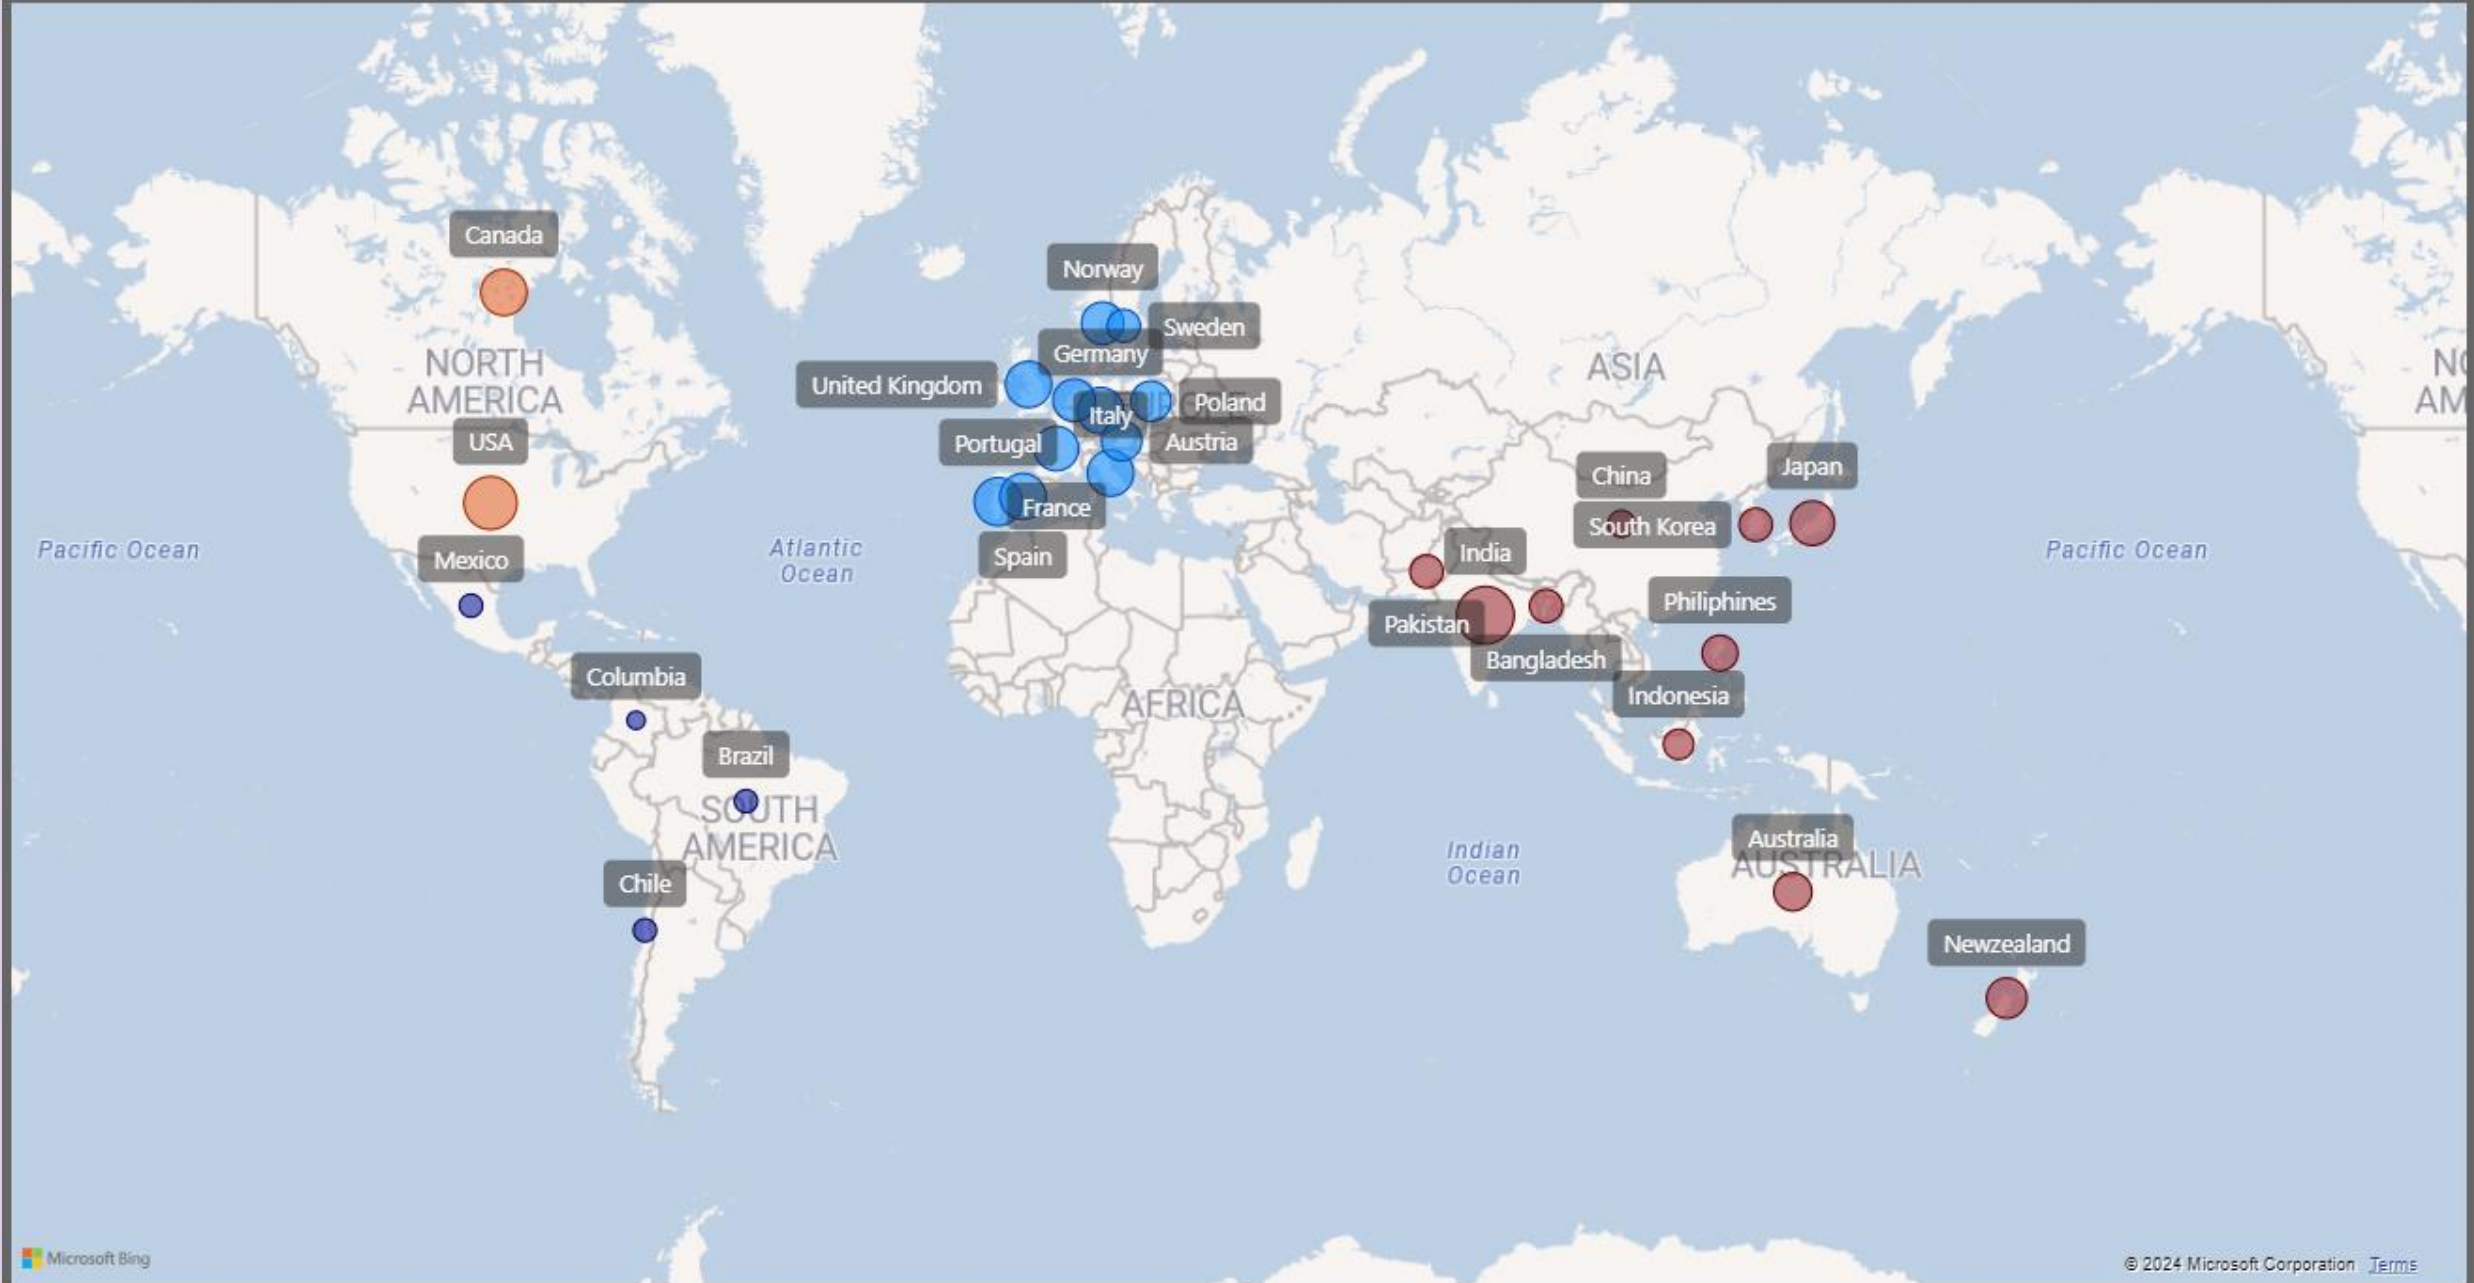 Canada
Norway
Sweden
Germany
NORTH
AMERICA
ASIA
United Kingdom
Poland
Italy
USA
Portugal
Austria
China
Japan
France
South Korea
Pacific Ocean
Atlantic
Ocean
Pacific Ocean
Mexico
Spain
India
Philiphines
Pakistan
Bangladesh
Columbia
Indonesia
AFRICA
Brazil
SOUTH
AMERICA
Australia
AUSTRALIA
Indian
Ocean
Chile
Newzealand
Microsoft Bing
© 2024 Microsoft Corporation Terms